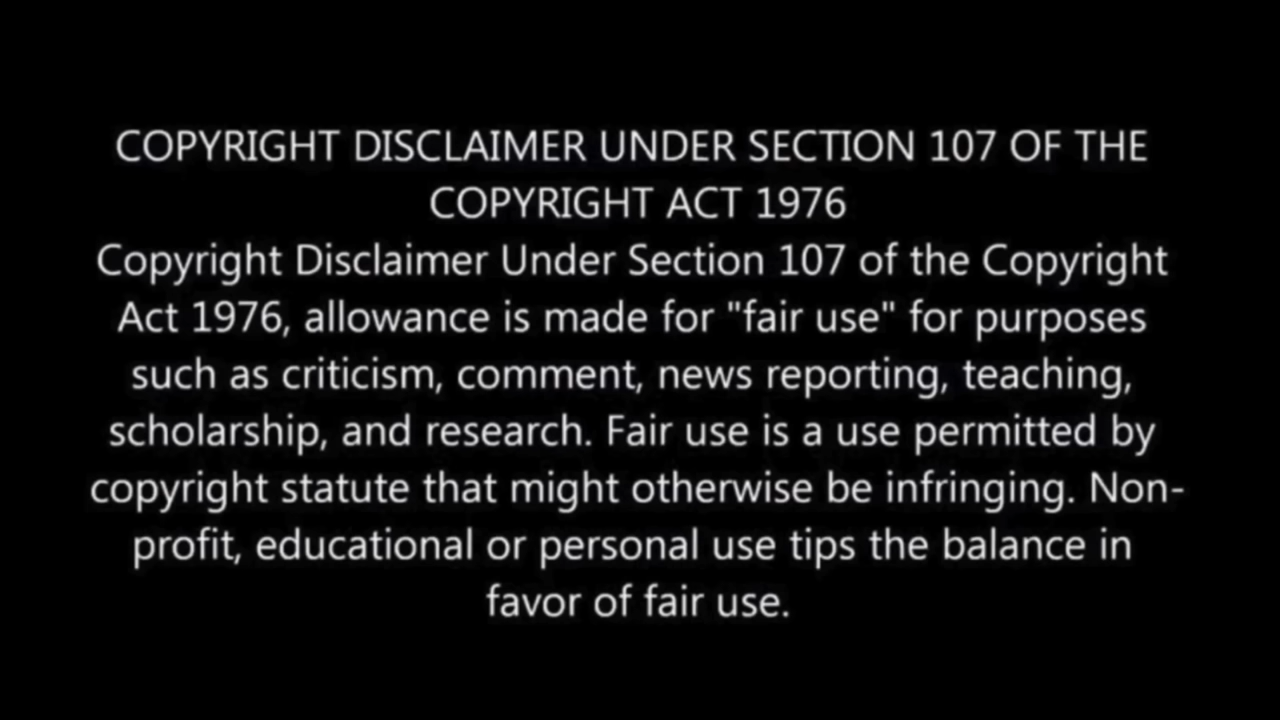 COPYRIGHT DISCLAIMER UNDER SECTION 107 OF THE
COPYRIGHT ACT 1976
Copyright Disclaimer Under Section 107 of the Copyright
Act 1976, allowance is made for "fair use" for purposes
such as criticism, comment, news reporting, teaching,
scholarship, and research. Fair use is a use permitted by
copyright statute that might otherwise be infringing. Non-
profit, educational or personal use tips the balance in
favor of fair use.